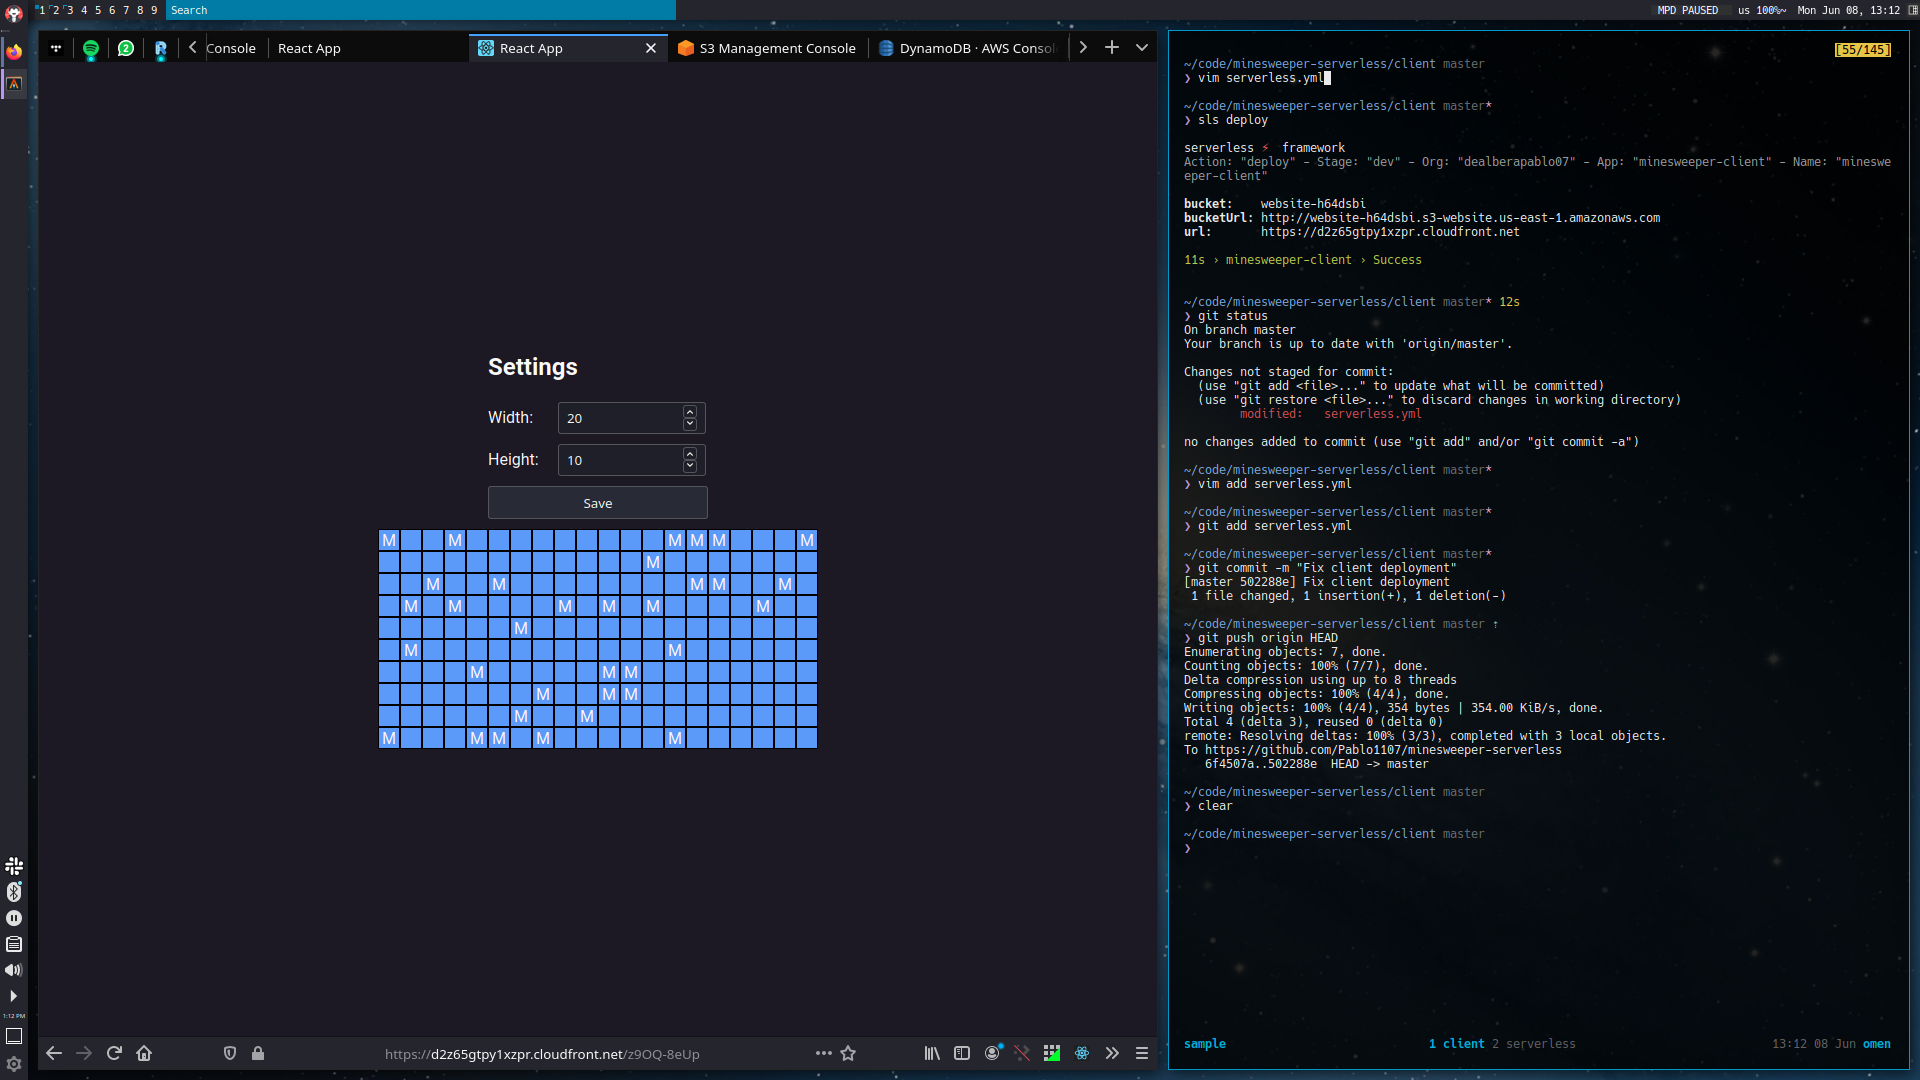 1 2 3 4 5 6 7 8 9 Search
MPD PAUSED us 100%~ Mon Jun 08, 13:12
Console
React App
React App
S3 Management Console
DynamoDB · AWS Conso
2
Settings
Width: 20
Height: 10
Save
M M M M M M
M
M M M M M
M M M M M M
M
M M
M M M
M M M
M M
M M M M M
1:12 PM
https://d2z65gtpy1xzpr.cloudfront.net/z9OQ-8eUp
[55/145]
~/code/minesweeper-serverless/client master
❯ vim serverless.yml
~/code/minesweeper-serverless/client master*
❯ sls deploy
serverless ⚡ framework
Action: "deploy" - Stage: "dev" - Org: "dealberapablo07" - App: "minesweeper-client" - Name: "mineswe
eper-client"
bucket: website-h64dsbi
bucketUrl: http://website-h64dsbi.s3-website.us-east-1.amazonaws.com
url: https://d2z65gtpy1xzpr.cloudfront.net
11s › minesweeper-client › Success
~/code/minesweeper-serverless/client master* 12s
❯ git status
On branch master
Your branch is up to date with 'origin/master'.
Changes not staged for commit:
(use "git add <file>..." to update what will be committed)
(use "git restore <file>..." to discard changes in working directory)
modified: serverless.yml
no changes added to commit (use "git add" and/or "git commit -a")
~/code/minesweeper-serverless/client master*
❯ vim add serverless.yml
~/code/minesweeper-serverless/client master*
❯ git add serverless.yml
~/code/minesweeper-serverless/client master*
❯ git commit -m "Fix client deployment"
[master 502288e] Fix client deployment
1 file changed, 1 insertion(+), 1 deletion(-)
~/code/minesweeper-serverless/client master ⇡
❯ git push origin HEAD
Enumerating objects: 7, done.
Counting objects: 100% (7/7), done.
Delta compression using up to 8 threads
Compressing objects: 100% (4/4), done.
Writing objects: 100% (4/4), 354 bytes | 354.00 KiB/s, done.
Total 4 (delta 3), reused 0 (delta 0)
remote: Resolving deltas: 100% (3/3), completed with 3 local objects.
To https://github.com/Pablo1107/minesweeper-serverless
6f4507a..502288e HEAD -> master
~/code/minesweeper-serverless/client master
❯ clear
~/code/minesweeper-serverless/client master
❯
sample 1 client 2 serverless 13:12 08 Jun omen